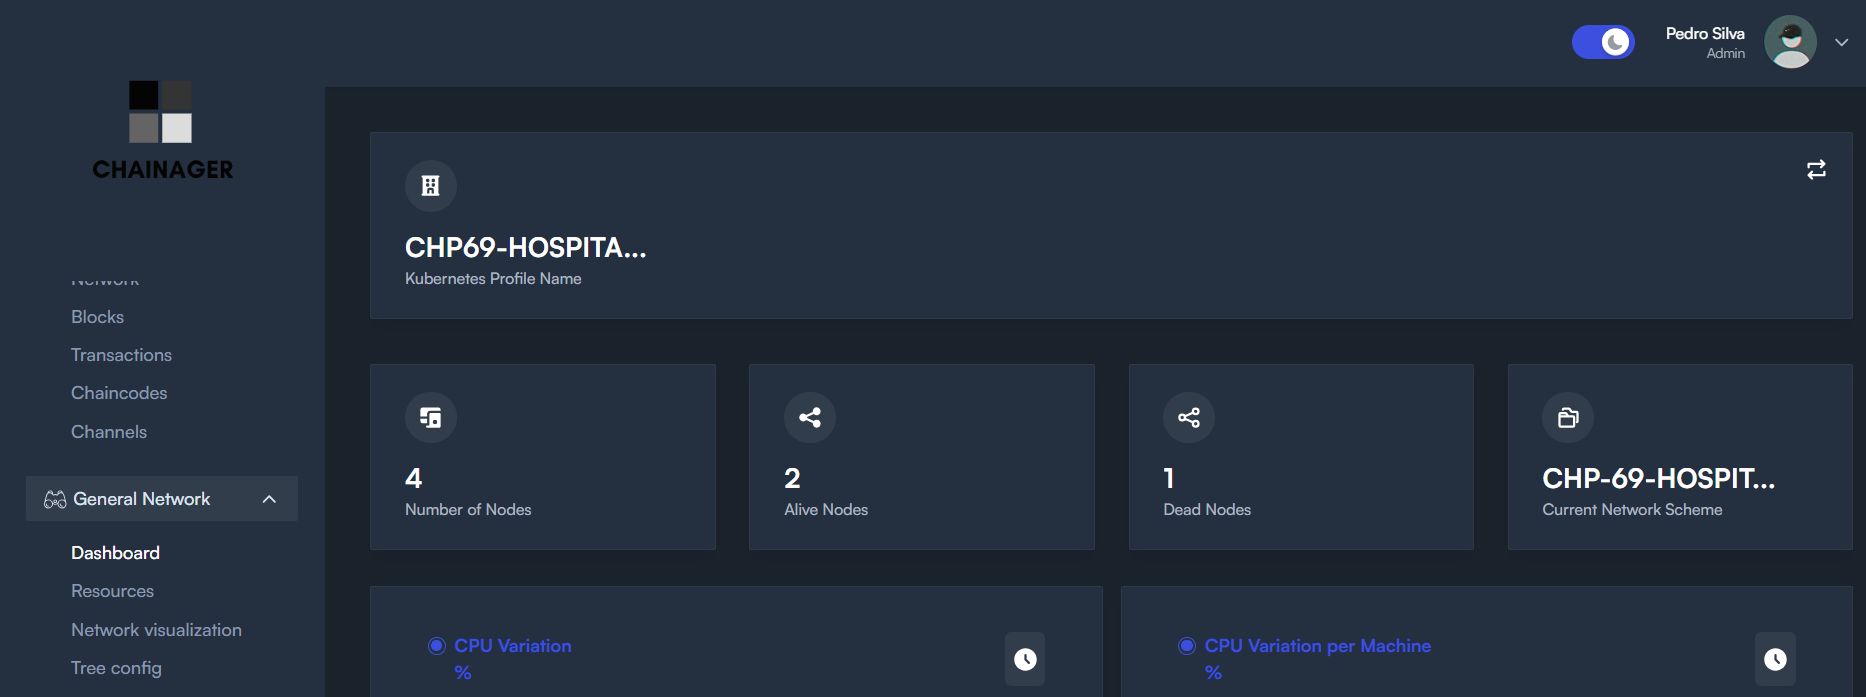 Pedro Silva
Admin
CHAINAGER
Network
Blocks
Transactions
Chaincodes
Channels
General Network
Dashboard
Resources
Network visualization
Tree config
CHP69-HOSPITA...
Kubernetes Profile Name
4
Number of Nodes
2
Alive Nodes
1
Dead Nodes
CHP-69-HOSPIT...
Current Network Scheme
CPU Variation
%
CPU Variation per Machine
%